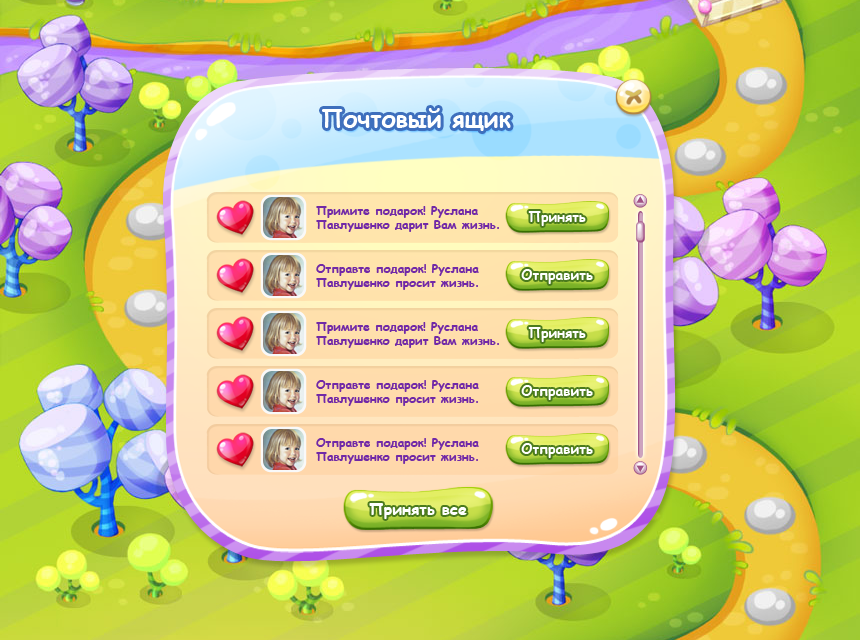 Почтовый ящик
Примите подарок! Руслана
Павлушенко дарит Вам жизнь.
Принять
Отправте подарок! Руслана
Павлушенко просит жизнь.
Отправить
Примите подарок! Руслана
Павлушенко дарит Вам жизнь.
Принять
Отправте подарок! Руслана
Павлушенко просит жизнь.
Отправить
Отправте подарок! Руслана
Павлушенко просит жизнь.
Отправить
Принять все